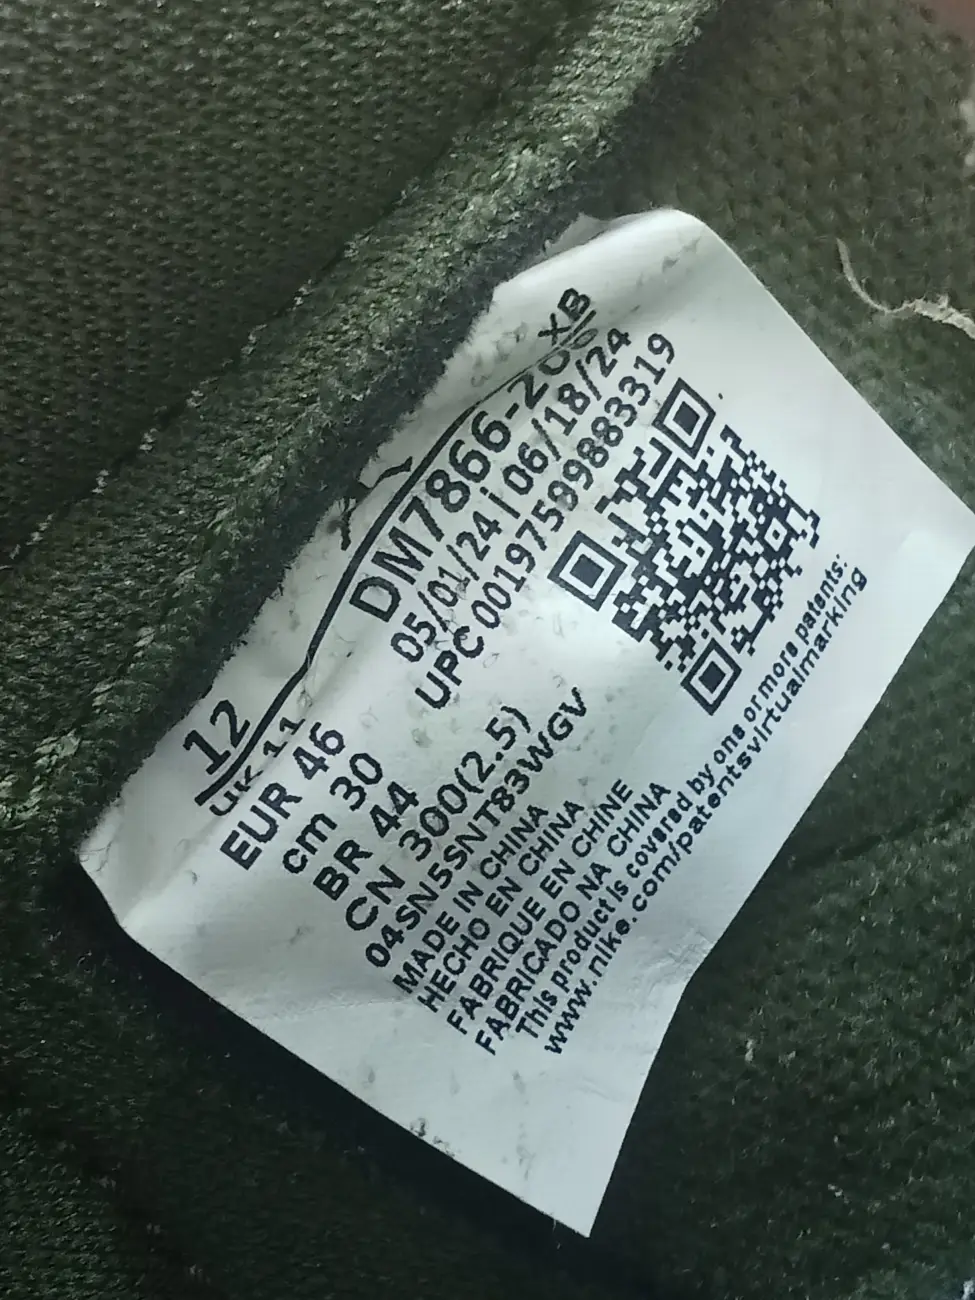 12
UK 11
EUR 46
cm 30
BR 44
CN 300(2.5)
04SN5SNT83WGV
MADE IN CHINA
HECHO EN CHINA
FABRIQUE EN CHINE
FABRICADO NA CHINA
This product is covered by one or more patents:
www.nike.com/patentsvirtualmarking
XB
05/01/24 | 06/18/24
UPC 00197599883319